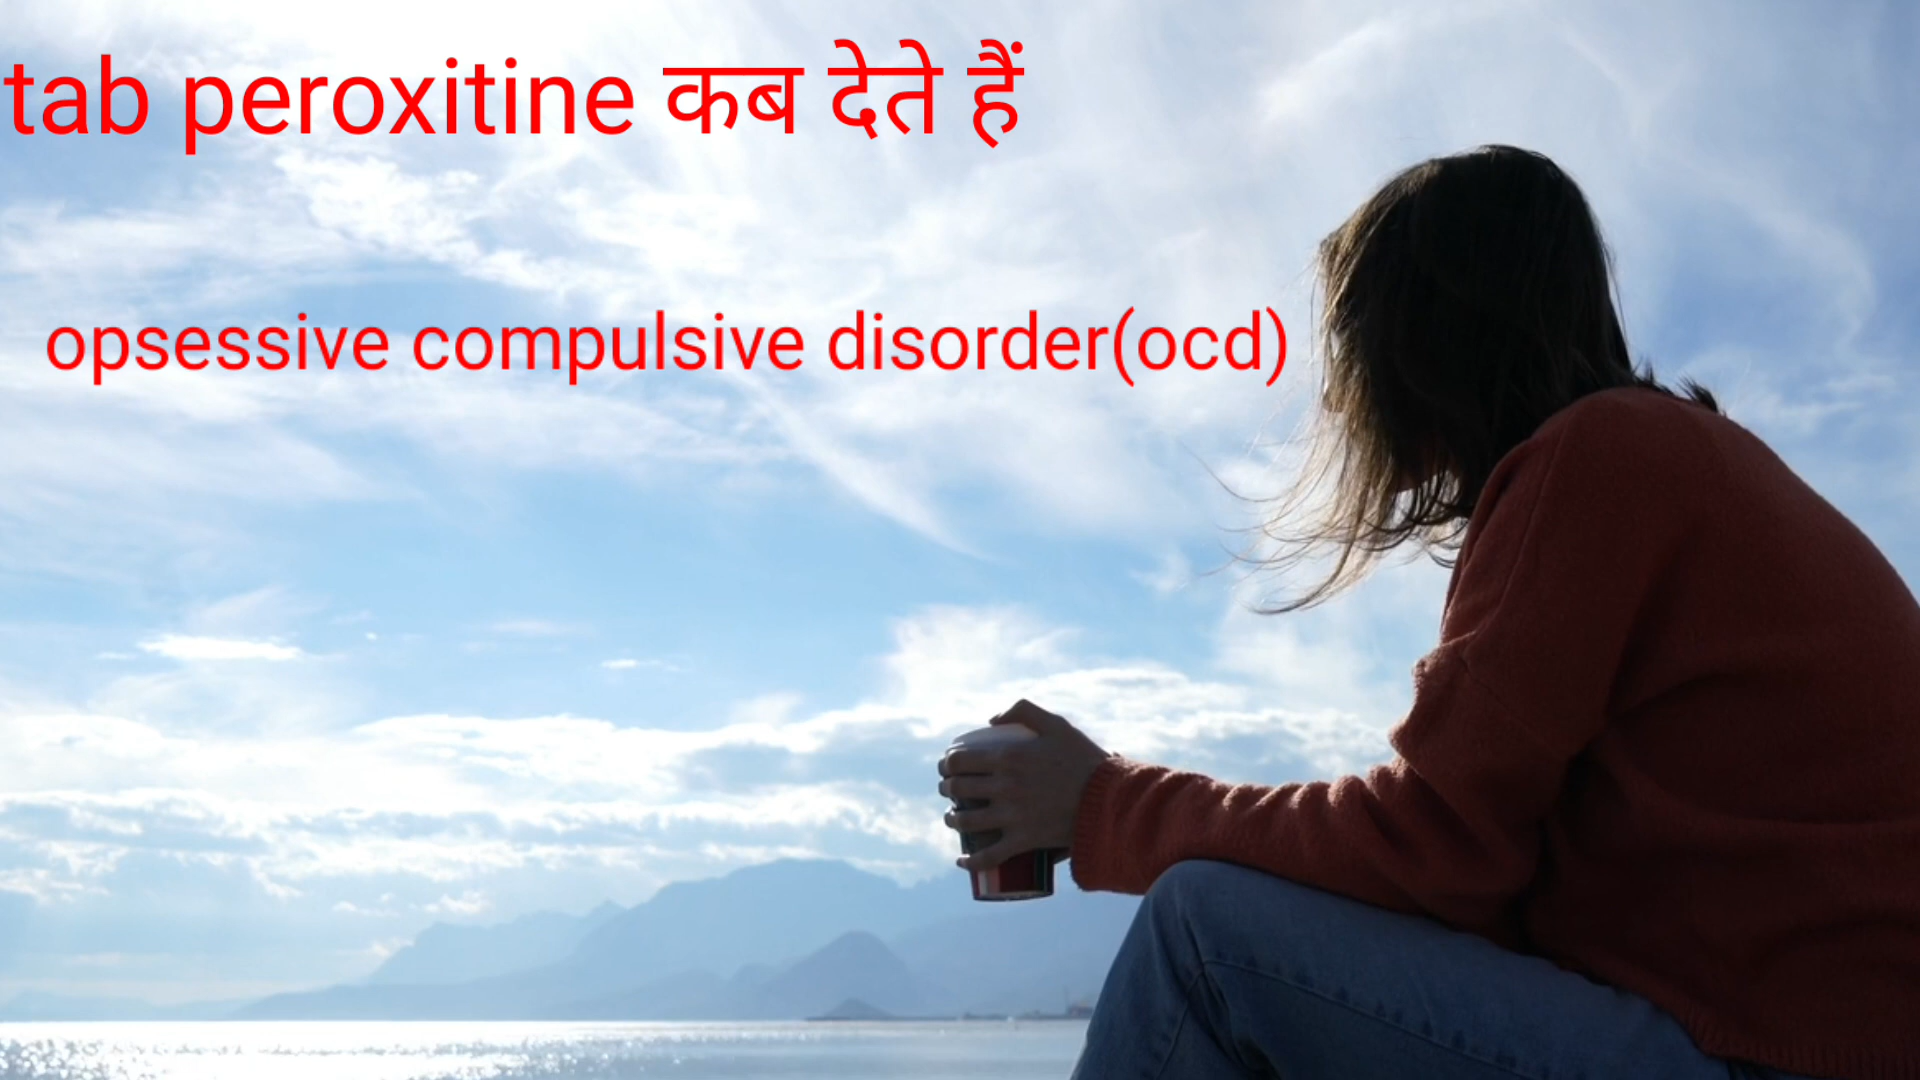 tab peroxitine कब देते हैं
opsessive compulsive disorder(ocd)